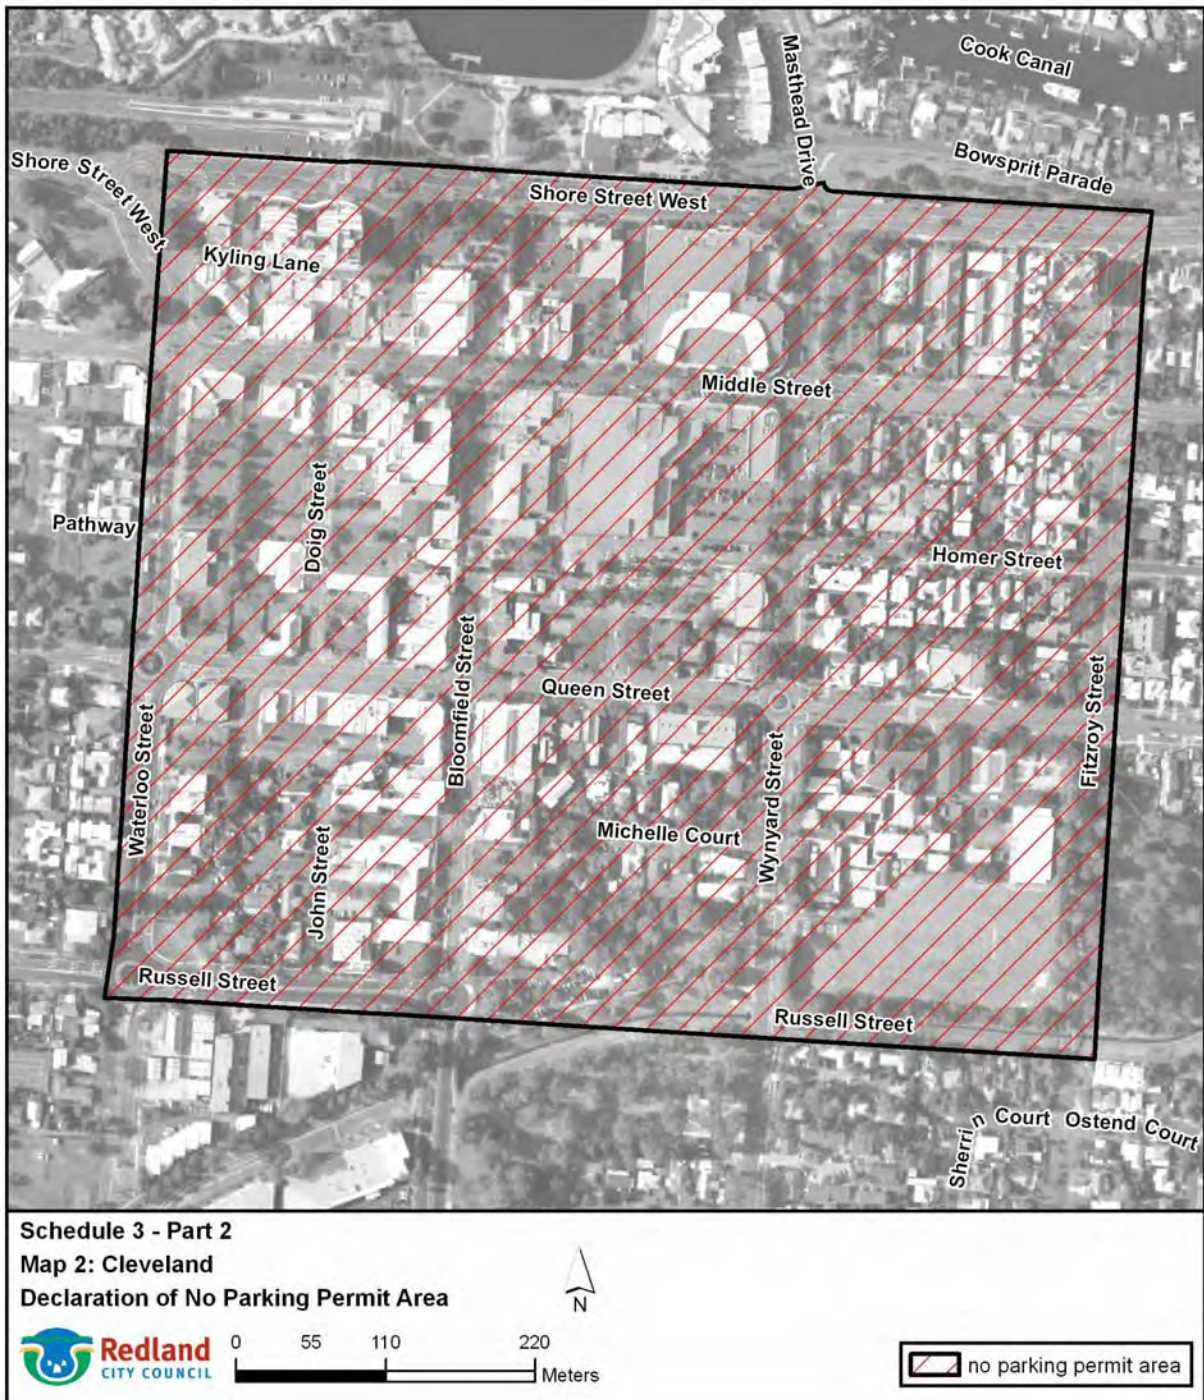 Cook Canal
Masthead Drive
Bowsprit Parade
Shore Street West
Shore Street West
Kyling Lane
Middle Street
Doig Street
Pathway
Homer Street
Bloomfield Street
Queen Street
Fitzroy Street
Waterloo Street
Wynyard Street
Michelle Court
John Street
Russell Street
Russell Street
Sherrin Court
Ostend Court
Schedule 3 - Part 2
Map 2: Cleveland
Declaration of No Parking Permit Area
N
Redland
CITY COUNCIL
0 55 110 220
Meters
no parking permit area